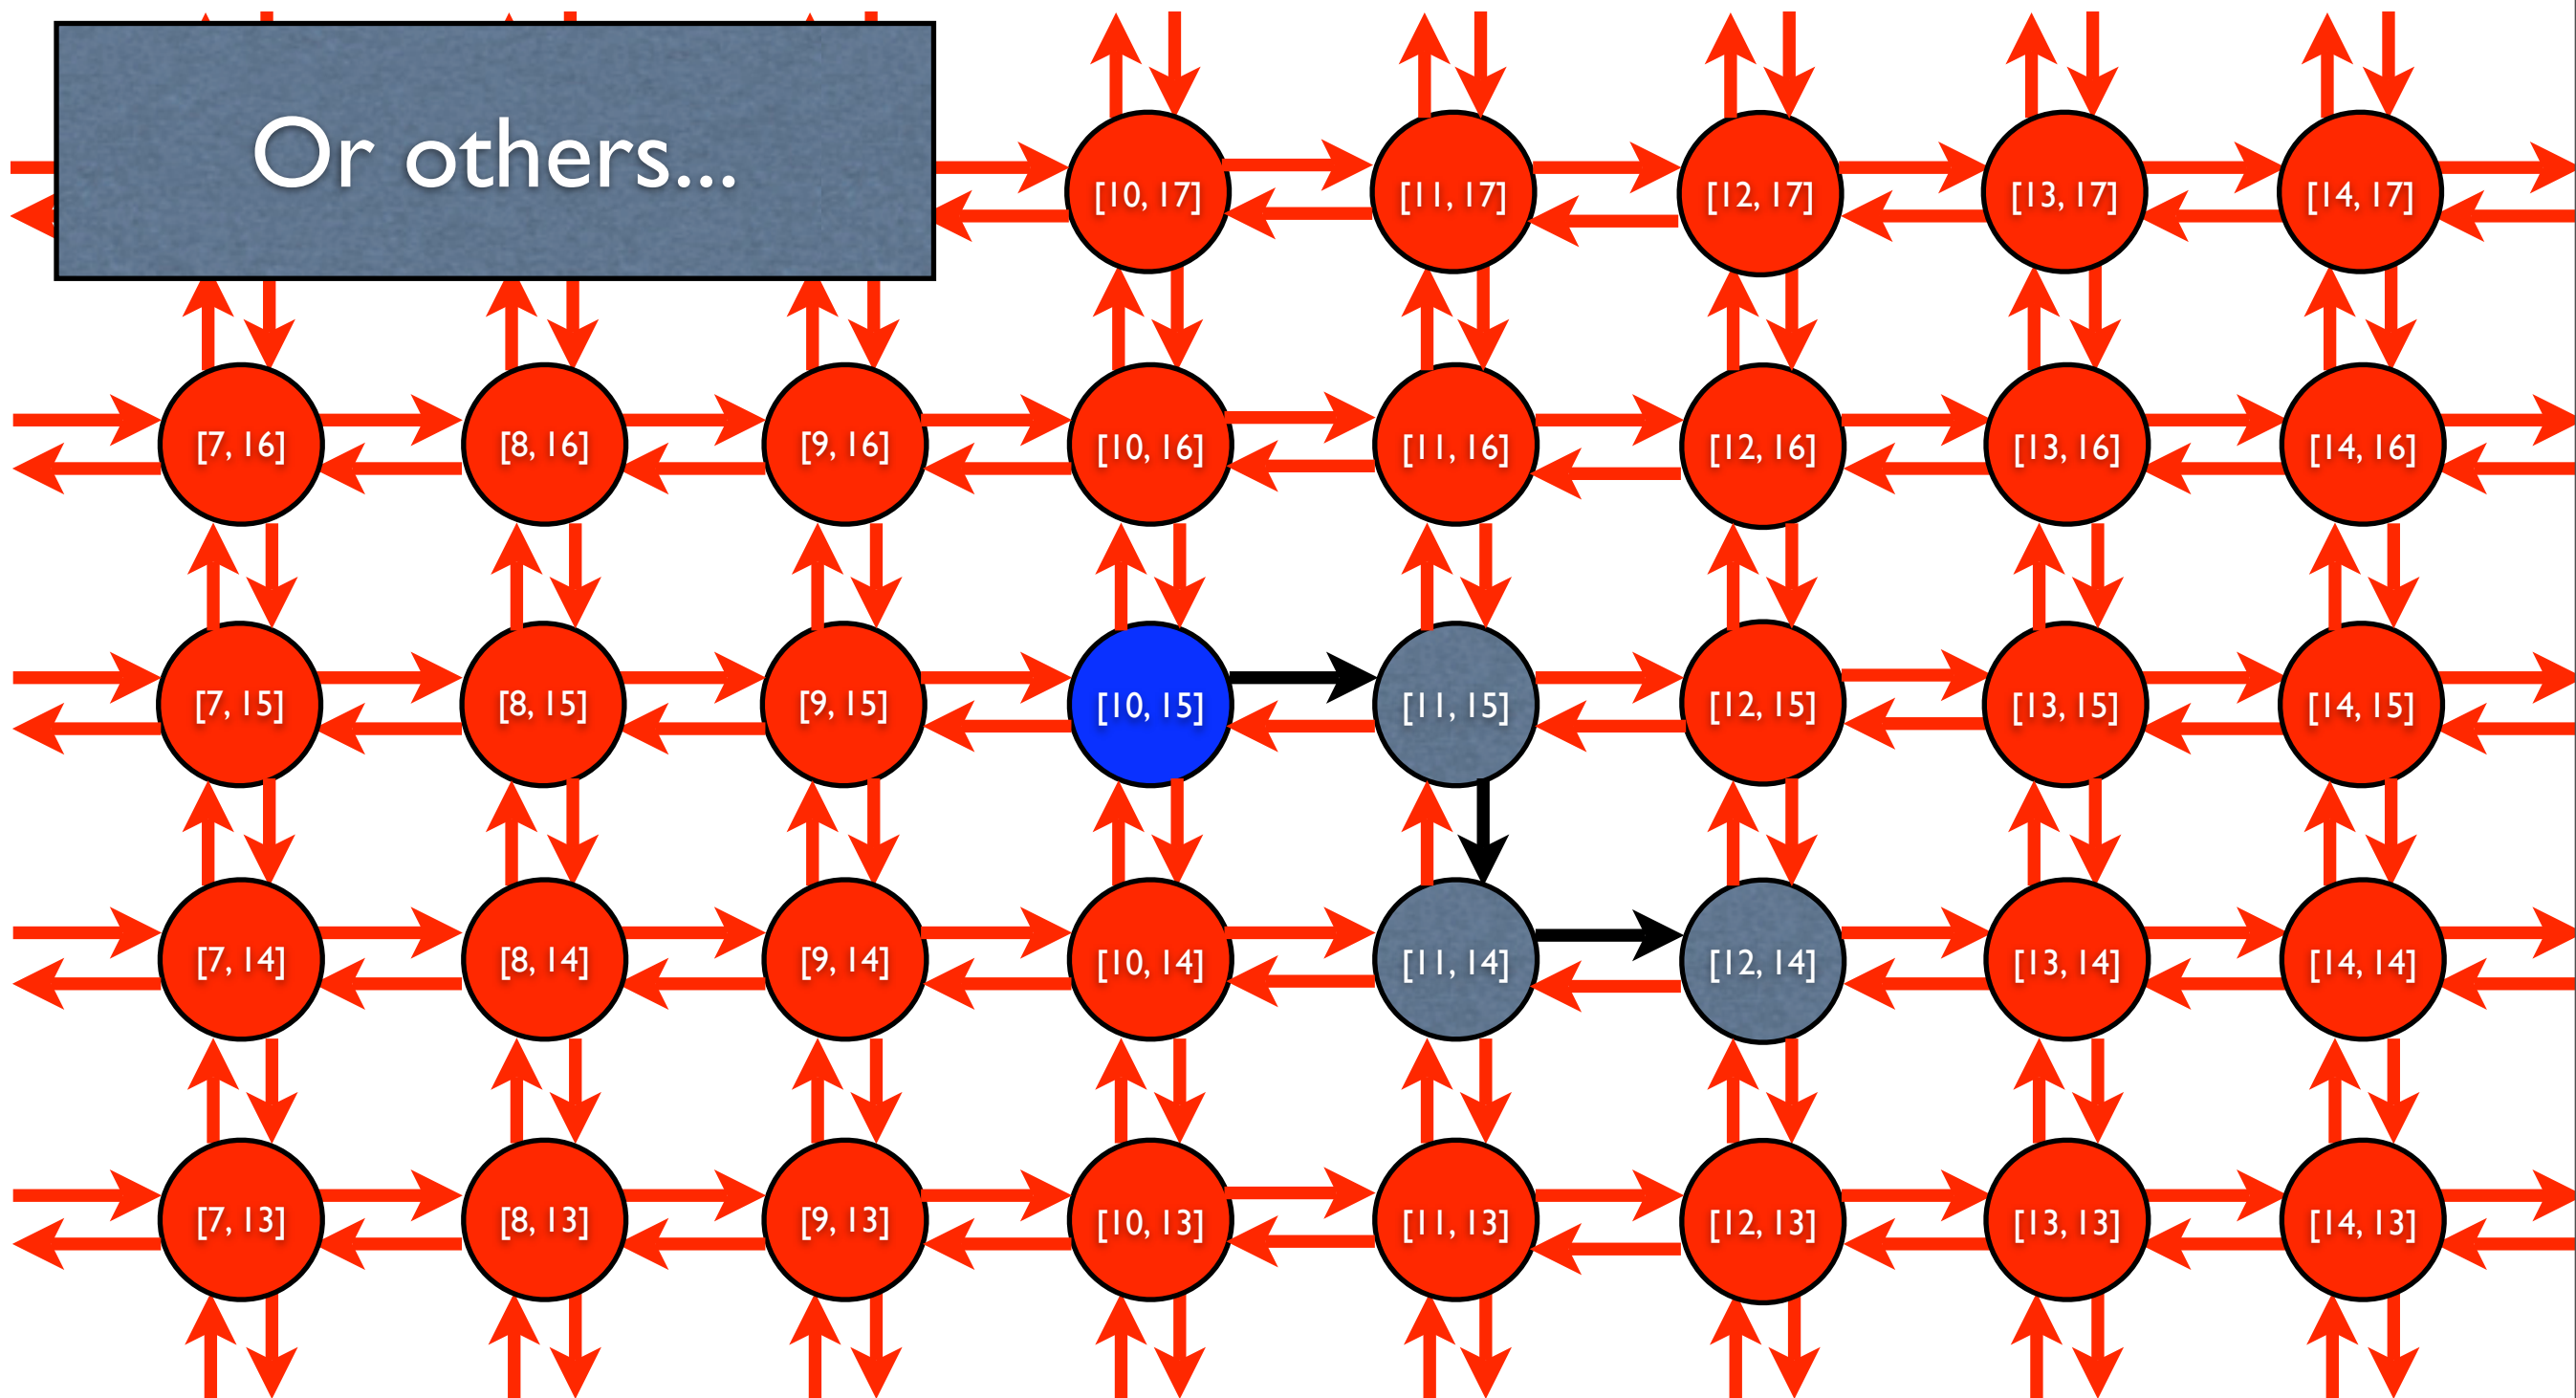 Or others...
[10, 17] [11, 17] [12, 17] [13, 17] [14, 17]
[7, 16] [8, 16] [9, 16] [10, 16] [11, 16] [12, 16] [13, 16] [14, 16]
[7, 15] [8, 15] [9, 15] [10, 15] [11, 15] [12, 15] [13, 15] [14, 15]
[7, 14] [8, 14] [9, 14] [10, 14] [11, 14] [12, 14] [13, 14] [14, 14]
[7, 13] [8, 13] [9, 13] [10, 13] [11, 13] [12, 13] [13, 13] [14, 13]